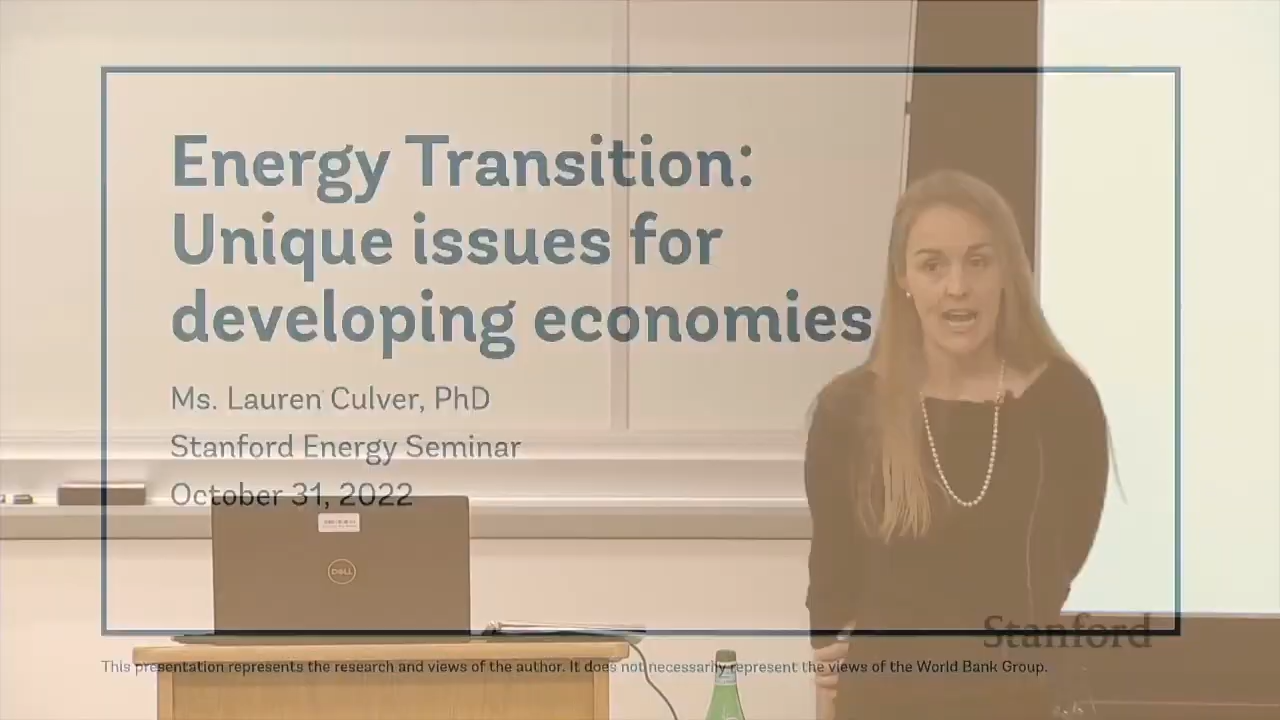 Energy Transition:
Unique issues for
developing economies
Ms. Lauren Culver, PhD
Stanford Energy Seminar
October 31, 2022
DELL
Stanford
This presentation represents the research and views of the author. It does not necessarily represent the views of the World Bank Group.